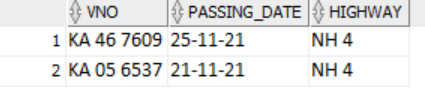 VNO PASSING_DATE HIGHWAY
1 KA 46 7609 25-11-21 NH 4
2 KA 05 6537 21-11-21 NH 4